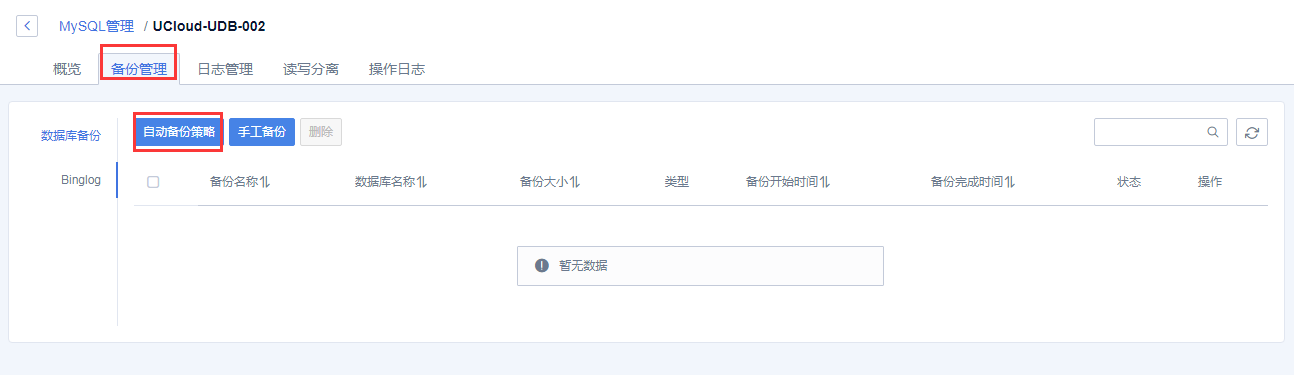 MySQL管理 / UCloud-UDB-002
概览 备份管理 日志管理 读写分离 操作日志
数据库备份 自动备份策略 手工备份 删除
Binglog 备份名称 数据库名称 备份大小 类型 备份开始时间 备份完成时间 状态 操作
暂无数据